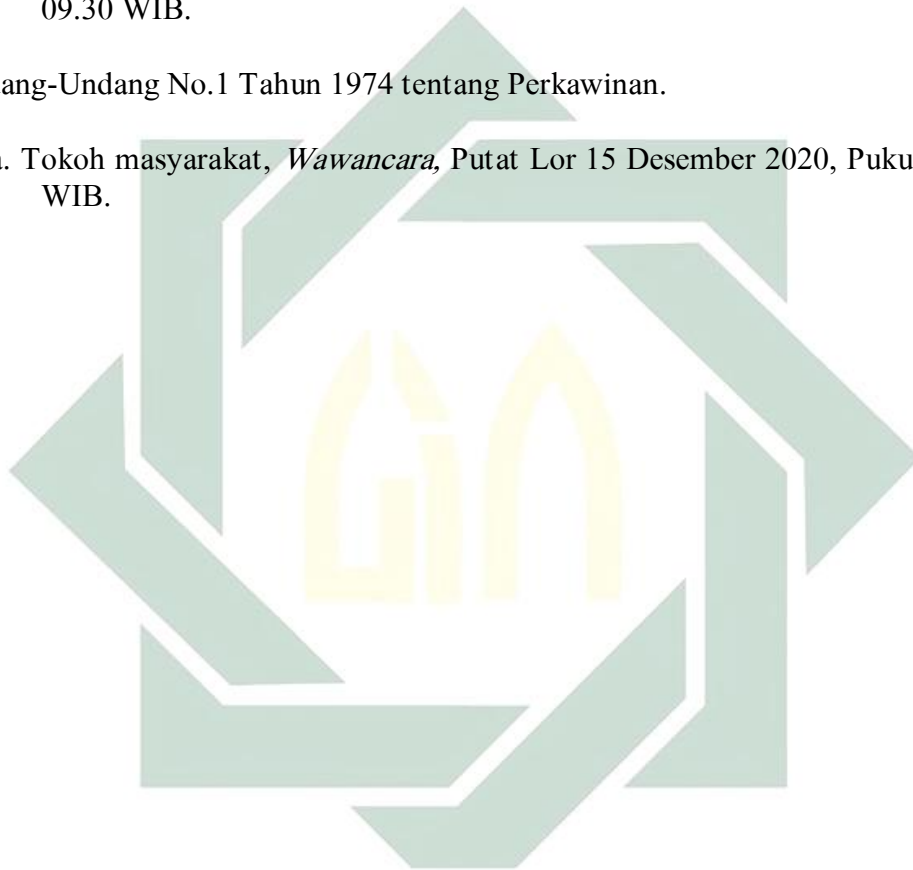 09.30 WIB.
ang-Undang No.1 Tahun 1974 tentang Perkawinan.
a. Tokoh masyarakat, Wawancara, Putat Lor 15 Desember 2020, Puku
WIB.